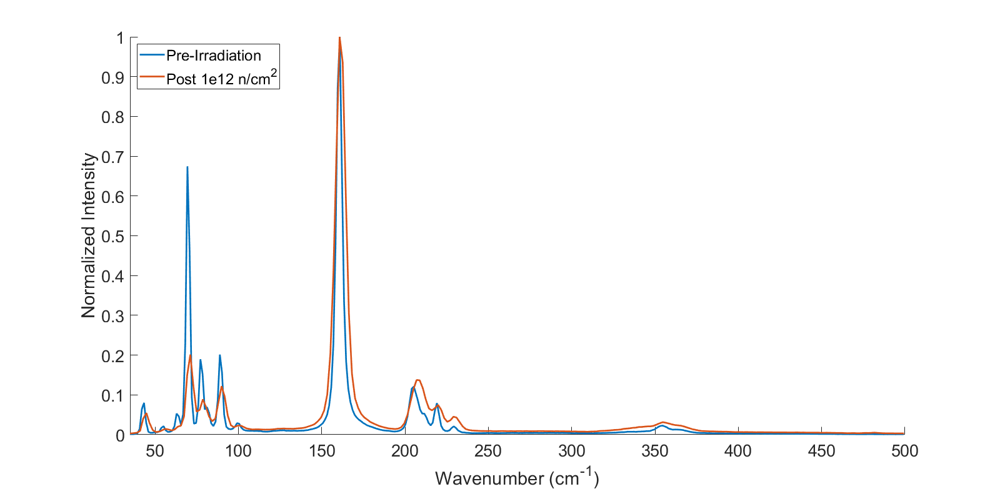 1
0.9
0.8
0.7
0.6
0.5
0.4
0.3
0.2
0.1
0
Normalized Intensity
Pre-Irradiation
Post 1e12 n/cm²
50 100 150 200 250 300 350 400 450 500
Wavenumber (cm⁻¹)